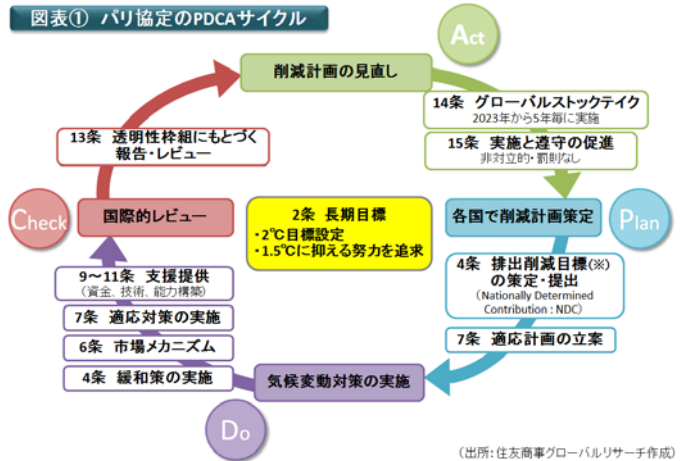 図表① パリ協定のPDCAサイクル
Act
削減計画の見直し
14条 グローバルストックテイク
2023年から5年毎に実施
15条 実施と遵守の促進
非対立的・罰則なし
13条 透明性枠組にもとづく
報告・レビュー
Check
国際的レビュー
2条 長期目標
・2℃目標設定
・1.5℃に抑える努力を追求
各国で削減計画策定
Plan
4条 排出削減目標(※)
の策定・提出
(Nationally Determined
Contribution : NDC)
7条 適応計画の立案
9~11条 支援提供
(資金、技術、能力構築)
7条 適応対策の実施
6条 市場メカニズム
4条 緩和策の実施
気候変動対策の実施
Do
(出所:住友商事グローバルリサーチ作成)